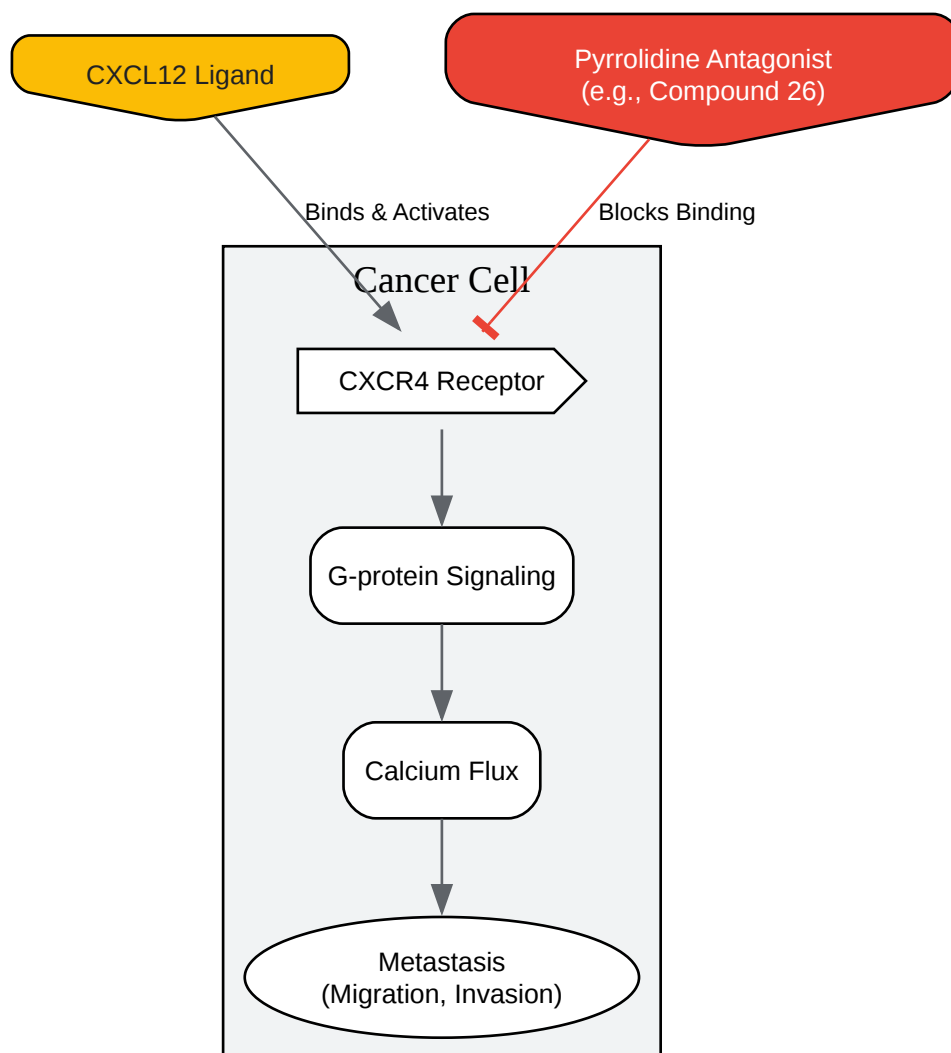 CXCL12 Ligand
Pyrrolidine Antagonist
(e.g., Compound 26)
Binds & Activates
Blocks Binding
Cancer Cell
CXCR4 Receptor
G-protein Signaling
Calcium Flux
Metastasis
(Migration, Invasion)